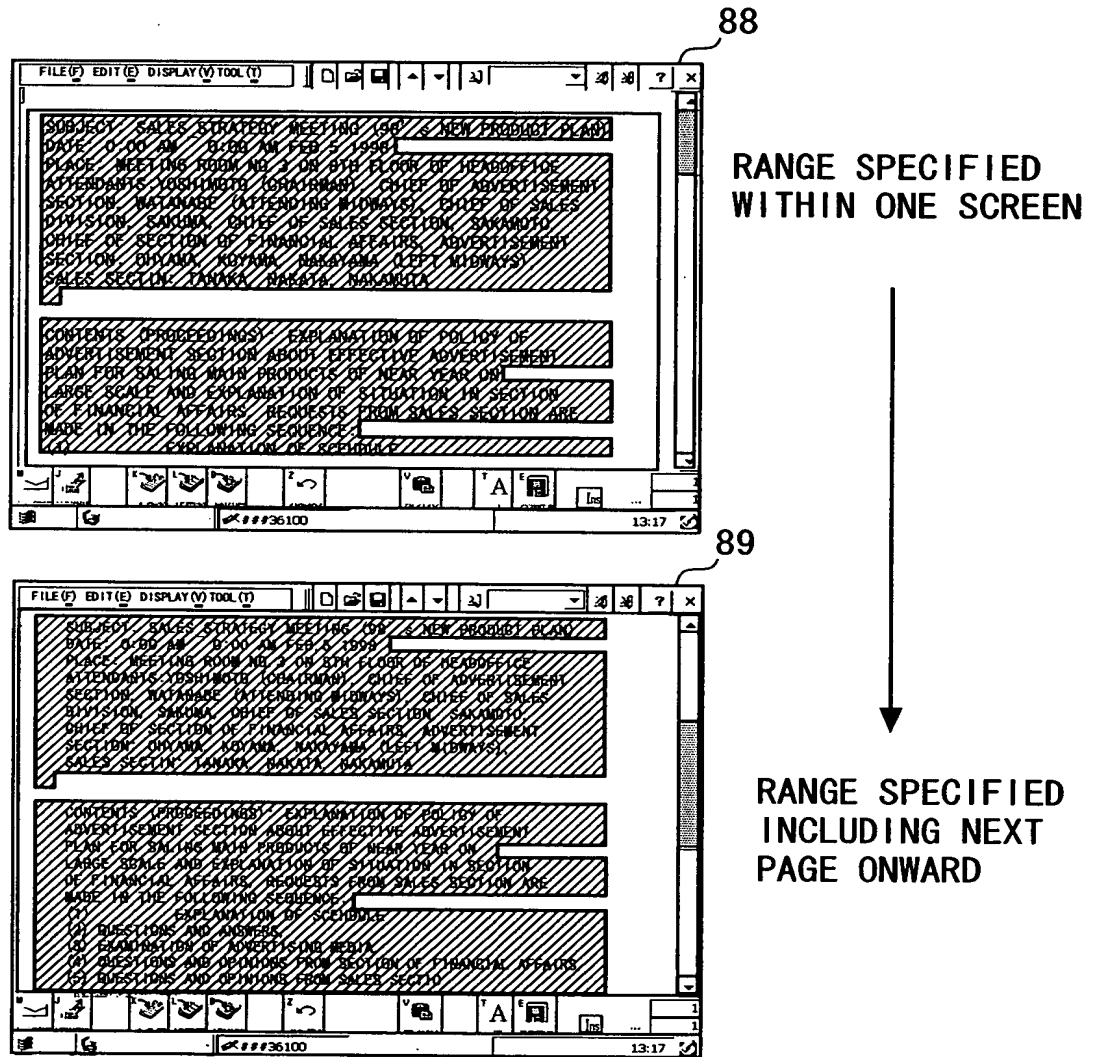 88
FILE(F) EDIT(E) DISPLAY(V) TOOL(T)
? ×
SUBJECT: SALES STRATEGY MEETING (98' s NEW PRODUCT PLAN)
DATE: 0:00 AM 0:00 AM FEB 5 1998
PLACE: MEETING ROOM NO 3 ON 8TH FLOOR OF HEADOFFICE
ATTENDANTS:YOSHIMOTO (CHAIRMAN), CHIEF OF ADVERTISEMENT
SECTION, WATANABE (ATTENDING MIDWAYS), CHIEF OF SALES
DIVISION, SAKUMA, CHIEF OF SALES SECTION, SAKAMOTO,
CHIEF OF SECTION OF FINANCIAL AFFAIRS, ADVERTISEMENT
SECTION: OHYAMA, KOYAMA, NAKAYAMA (LEFT MIDWAYS),
SALES SECTIN: TANAKA, NAKATA, NAKAMUTA
CONTENTS (PROCEEDINGS): EXPLANATION OF POLICY OF
ADVERTISEMENT SECTION ABOUT EFFECTIVE ADVERTISEMENT
PLAN FOR SALING MAIN PRODUCTS OF NEAR YEAR ON
LARGE SCALE AND EXPLANATION OF SITUATION IN SECTION
OF FINANCIAL AFFAIRS. REQUESTS FROM SALES SECTION ARE
MADE IN THE FOLLOWING SEQUENCE.
(1) EXPLANATION OF SCEHDULE
M J K L Z V T A E Ins ... 1
1
###36100 13:17
RANGE SPECIFIED
WITHIN ONE SCREEN
89
FILE(F) EDIT(E) DISPLAY(V) TOOL(T)
? ×
SUBJECT: SALES STRATEGY MEETING (98' s NEW PRODUCT PLAN)
DATE: 0:00 AM 0:00 AM FEB.5 1998
PLACE: MEETING ROOM NO. 3 ON 8TH FLOOR OF HEADOFFICE
ATTENDANTS:YOSHIMOTO (CHAIRMAN), CHIEF OF ADVERTISEMENT
SECTION, WATANABE (ATTENDING MIDWAYS), CHIEF OF SALES
DIVISION, SAKUMA, CHIEF OF SALES SECTION, SAKAMOTO,
CHIEF OF SECTION OF FINANCIAL AFFAIRS, ADVERTISEMENT
SECTION: OHYAMA, KOYAMA, NAKAYAMA (LEFT MIDWAYS),
SALES SECTIN: TANAKA, NAKATA, NAKAMUTA
CONTENTS (PROCEEDINGS): EXPLANATION OF POLICY OF
ADVERTISEMENT SECTION ABOUT EFFECTIVE ADVERTISEMENT
PLAN FOR SALING MAIN PRODUCTS OF NEAR YEAR ON
LARGE SCALE AND EXPLANATION OF SITUATION IN SECTION
OF FINANCIAL AFFAIRS. REQUESTS FROM SALES SECTION ARE
MADE IN THE FOLLOWING SEQUENCE.
(1) EXPLANATION OF SCEHDULE
(2) QUESTIONS AND ANSWERS,
(3) EXAMINATION OF ADVERTISING MEDIA
(4) QUESTIONS AND OPINIONS FROM SECTION OF FINANCIAL AFFAIRS
(5) QUESTIONS AND OPINIONS FROM SALES SECTIO
M J K L Z V T A E Ins ... 1
1
###36100 13:17
RANGE SPECIFIED
INCLUDING NEXT
PAGE ONWARD